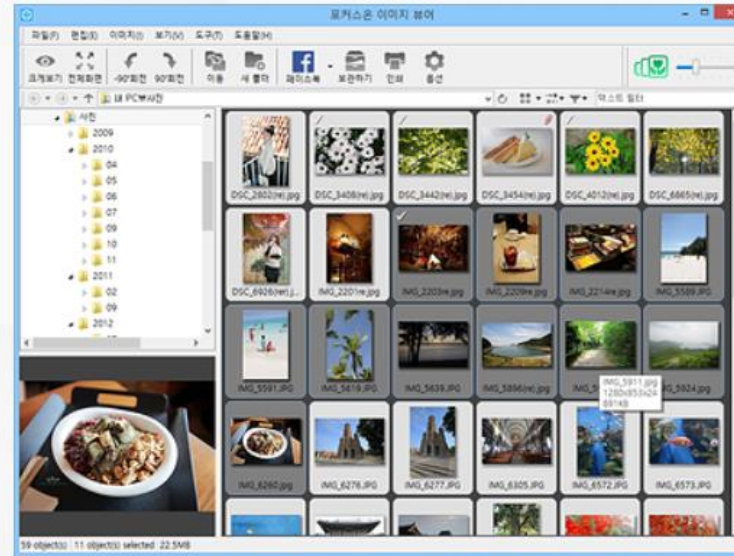 포커스온 이미지 뷰어
파일(F) 편집(E) 이미지(I) 보기(V) 도구(T) 도움말(H)
크게보기 전체화면 -90°회전 90°회전 이동 새 폴더 페이스북 보관하기 인쇄 옵션
내 PC₩사진 텍스트 필터
사진
2009
2010
04
05
06
07
09
10
11
2011
02
09
2012
DSC_2802(re).jpg DSC_3408(re).jpg DSC_3442(re).jpg DSC_3454(re).jpg DSC_4012(re).jpg DSC_6865(re).jpg
DSC_6926(re).j... IMG_2201re.jpg IMG_2203re.jpg IMG_2209re.jpg IMG_2214re.jpg IMG_5589.JPG
IMG_5591.JPG IMG_5619.JPG IMG_5639.JPG IMG_5896(re).jpg IMG_5924.jpg
IMG_5911.jpg
1280x853x24
891KB
IMG_6260.jpg IMG_6276.JPG IMG_6277.JPG IMG_6305.JPG IMG_6572.JPG IMG_6573.JPG
59 object(s) 11 object(s) selected 22.5MB